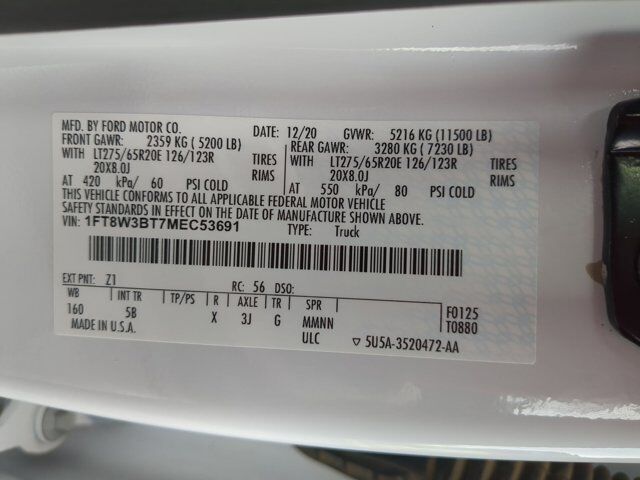 MFD. BY FORD MOTOR CO. DATE: 12/20 GVWR: 5216 KG (11500 LB)
FRONT GAWR: 2359 KG (5200 LB) REAR GAWR: 3280 KG (7230 LB)
WITH LT275/65R20E 126/123R TIRES WITH LT275/65R20E 126/123R TIRES
20X8.0J RIMS 20X8.0J RIMS
AT 420 kPa/ 60 PSI COLD AT 550 kPa/ 80 PSI COLD
THIS VEHICLE CONFORMS TO ALL APPLICABLE FEDERAL MOTOR VEHICLE
SAFETY STANDARDS IN EFFECT ON THE DATE OF MANUFACTURE SHOWN ABOVE.
VIN: 1FT8W3BT7MEC53691 TYPE: Truck
EXT PNT: Z1 RC: 56 DSO:
WB INT TR TP/PS R AXLE TR SPR F0125
160 5B X 3J G MMNN T0880
MADE IN U.S.A. ULC ▽ 5U5A-3520472-AA